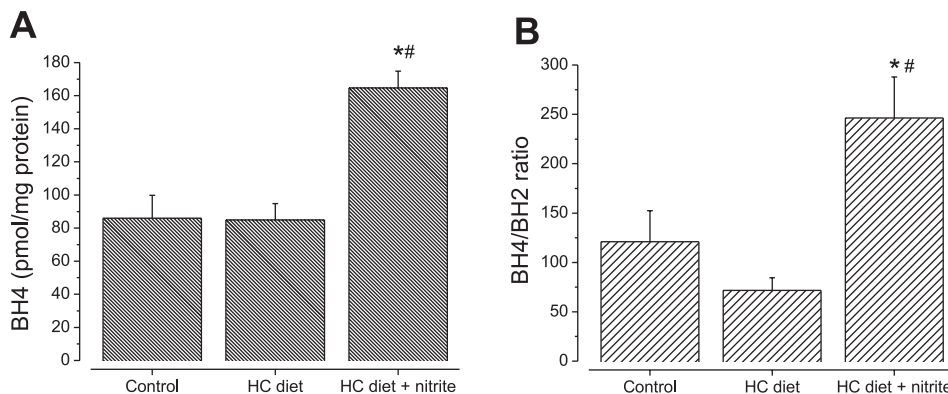 A
BH4 (pmol/mg protein)
180
160
140
120
100
80
60
40
20
0
*#
Control
HC diet
HC diet + nitrite
B
BH4/BH2 ratio
300
250
200
150
100
50
0
* #
Control
HC diet
HC diet + nitrite